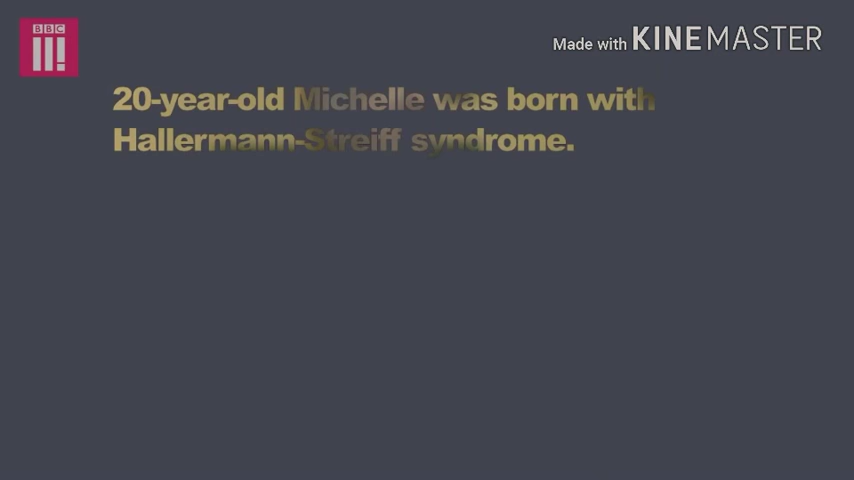 BBC
III!
Made with KINEMASTER
20-year-old Michelle was born with
Hallermann-Streiff syndrome.